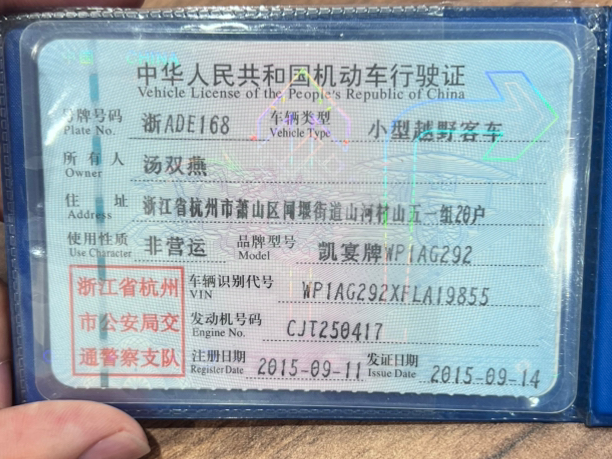 中华人民共和国机动车行驶证
Vehicle License of the People's Republic of China
号牌号码 浙ADE168 车辆类型 小型越野客车
Plate No. Vehicle Type
所有人 汤双燕
Owner
住址 浙江省杭州市萧山区闻堰街道山河村山五一组20户
Address
使用性质 非营运 品牌型号 凯宴牌WP1AG292
Use Character Model
浙江省杭州
市公安局交
通警察支队
车辆识别代号 WP1AG292XFLA19855
VIN
发动机号码 CJT250417
Engine No.
注册日期 2015-09-11 发证日期 2015-09-14
Register Date Issue Date